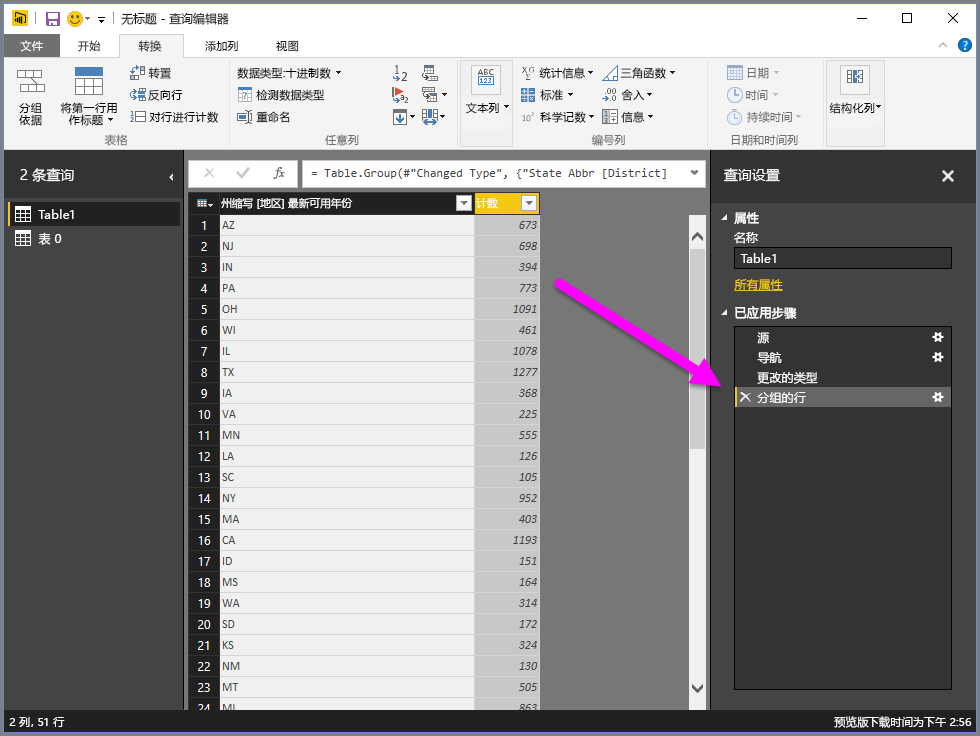 无标题 - 查询编辑器
文件 开始 转换 添加列 视图
分组依据
将第一行用作标题
转置
反向行
对行进行计数
表格
数据类型:十进制数
检测数据类型
重命名
任意列
文本列
统计信息
标准
科学记数
三角函数
舍入
信息
编号列
日期
时间
持续时间
日期和时间列
结构化列
2 条查询
Table1
表 0
= Table.Group(#"Changed Type", {"State Abbr [District]
州缩写 [地区] 最新可用年份 计数
1 AZ 673
2 NJ 698
3 IN 394
4 PA 773
5 OH 1091
6 WI 461
7 IL 1078
8 TX 1277
9 IA 368
10 VA 225
11 MN 555
12 LA 126
13 SC 105
14 NY 952
15 MA 403
16 CA 1193
17 ID 151
18 MS 164
19 WA 314
20 SD 172
21 KS 324
22 NM 130
23 MT 505
24 MI 863
查询设置
属性
名称
Table1
所有属性
已应用步骤
源
导航
更改的类型
分组的行
2 列, 51 行
预览版下载时间为下午 2:56